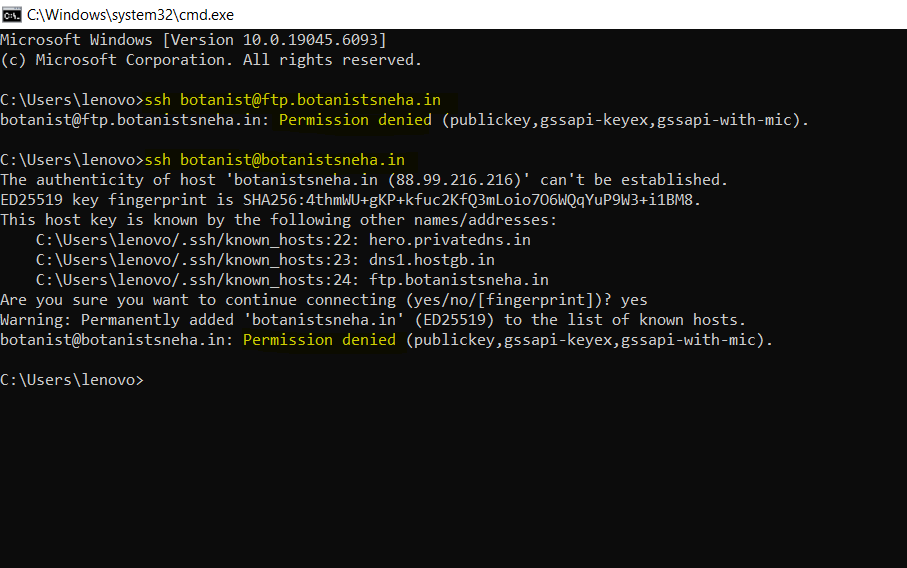 C:\Windows\system32\cmd.exe
Microsoft Windows [Version 10.0.19045.6093]
(c) Microsoft Corporation. All rights reserved.
C:\Users\lenovo>ssh botanist@ftp.botanistsneha.in
botanist@ftp.botanistsneha.in: Permission denied (publickey,gssapi-keyex,gssapi-with-mic).
C:\Users\lenovo>ssh botanist@botanistsneha.in
The authenticity of host 'botanistsneha.in (88.99.216.216)' can't be established.
ED25519 key fingerprint is SHA256:4thmWU+gKP+kfuc2KfQ3mLoio7O6WQqYuP9W3+i1BM8.
This host key is known by the following other names/addresses:
    C:\Users\lenovo/.ssh/known_hosts:22: hero.privatedns.in
    C:\Users\lenovo/.ssh/known_hosts:23: dns1.hostgb.in
    C:\Users\lenovo/.ssh/known_hosts:24: ftp.botanistsneha.in
Are you sure you want to continue connecting (yes/no/[fingerprint])? yes
Warning: Permanently added 'botanistsneha.in' (ED25519) to the list of known hosts.
botanist@botanistsneha.in: Permission denied (publickey,gssapi-keyex,gssapi-with-mic).
C:\Users\lenovo>